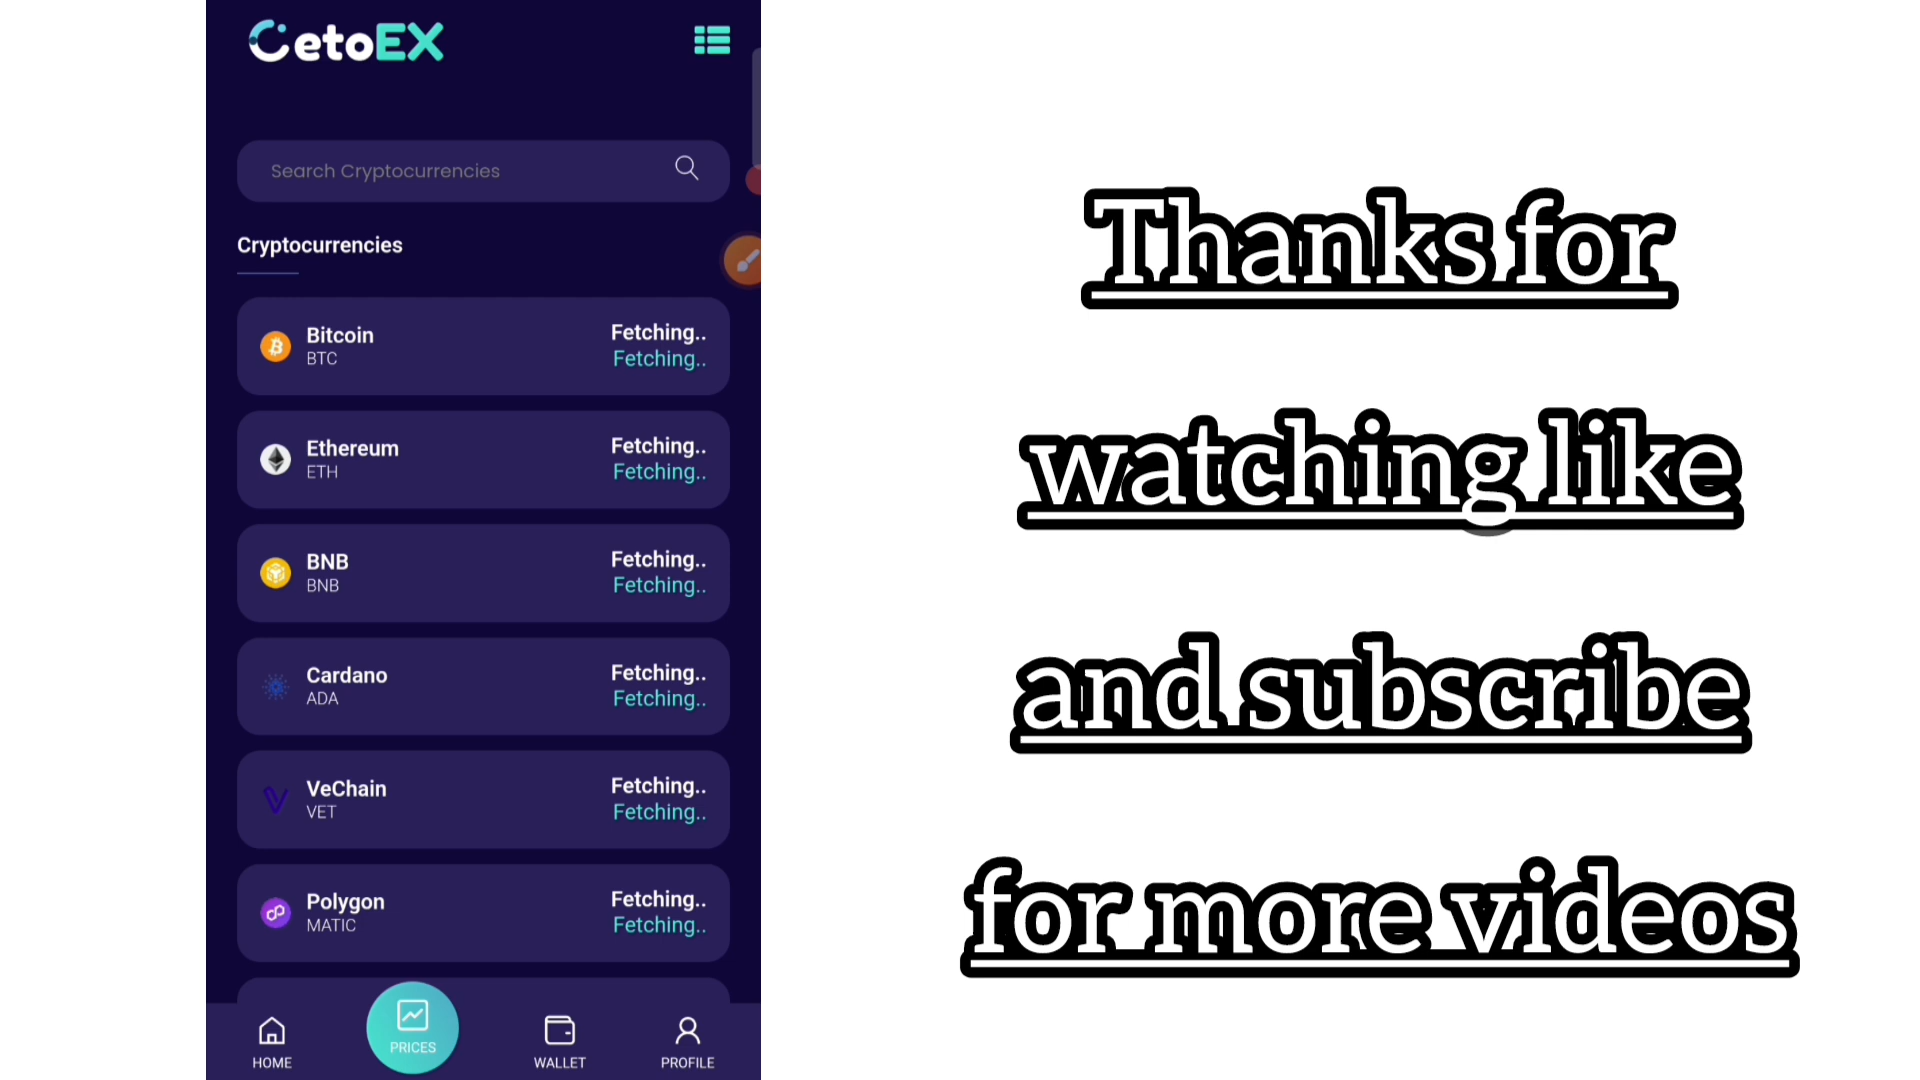 CetoEX
Search Cryptocurrencies
Cryptocurrencies
Bitcoin
BTC
Fetching..
Fetching..
Ethereum
ETH
Fetching..
Fetching..
BNB
BNB
Fetching..
Fetching..
Cardano
ADA
Fetching..
Fetching..
VeChain
VET
Fetching..
Fetching..
Polygon
MATIC
Fetching..
Fetching..
HOME
PRICES
WALLET
PROFILE
Thanks for
watching like
and subscribe
for more videos